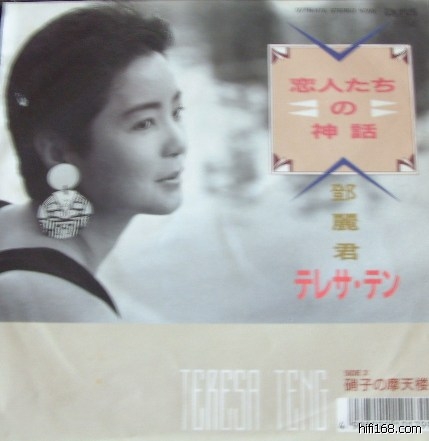 STEREO
恋人たち
の
神話
鄧
麗
君
テレサ・テン
TERESA TENG
SIDE 2
硝子の摩天楼
hifi168.com